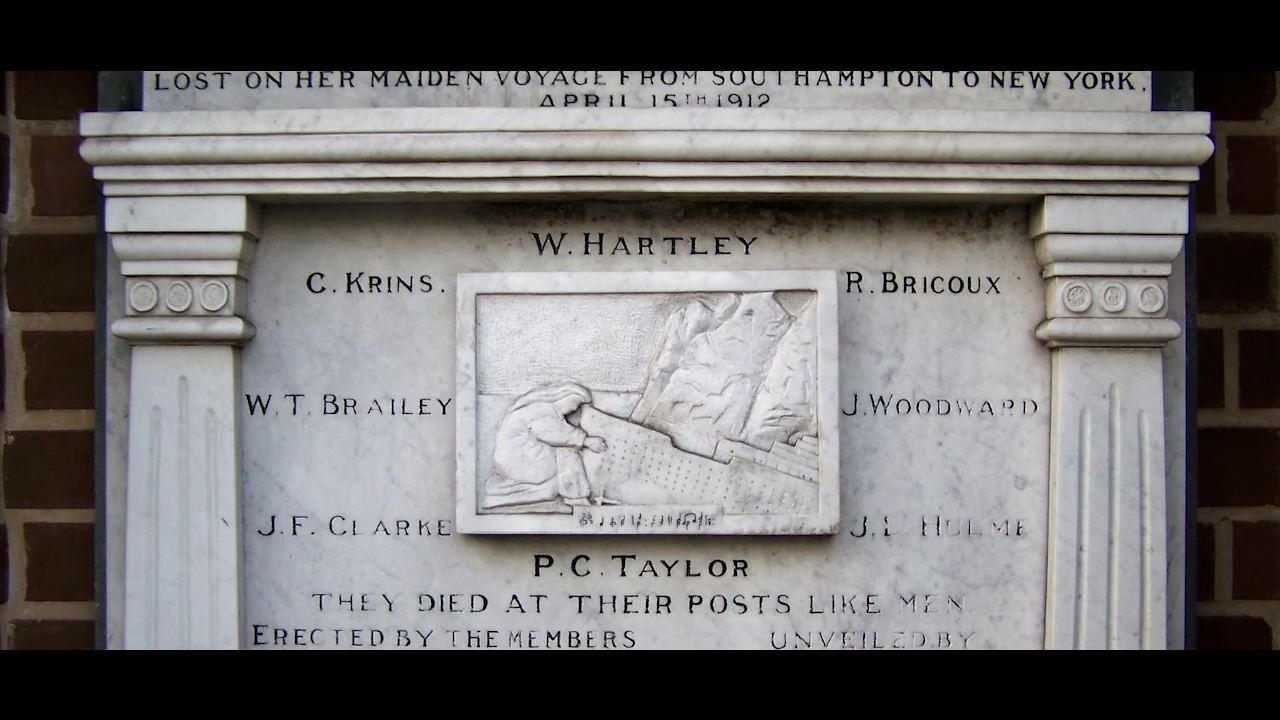 LOST ON HER MAIDEN VOYAGE FROM SOUTHAMPTON TO NEW YORK.
APRIL 15TH 1912
W. HARTLEY
C. KRINS. R. BRICOUX
W. T. BRAILEY J. WOODWARD
J. F. CLARKE J. L HULME
P. C. TAYLOR
THEY DIED AT THEIR POSTS LIKE MEN
ERECTED BY THE MEMBERS UNVEILED BY